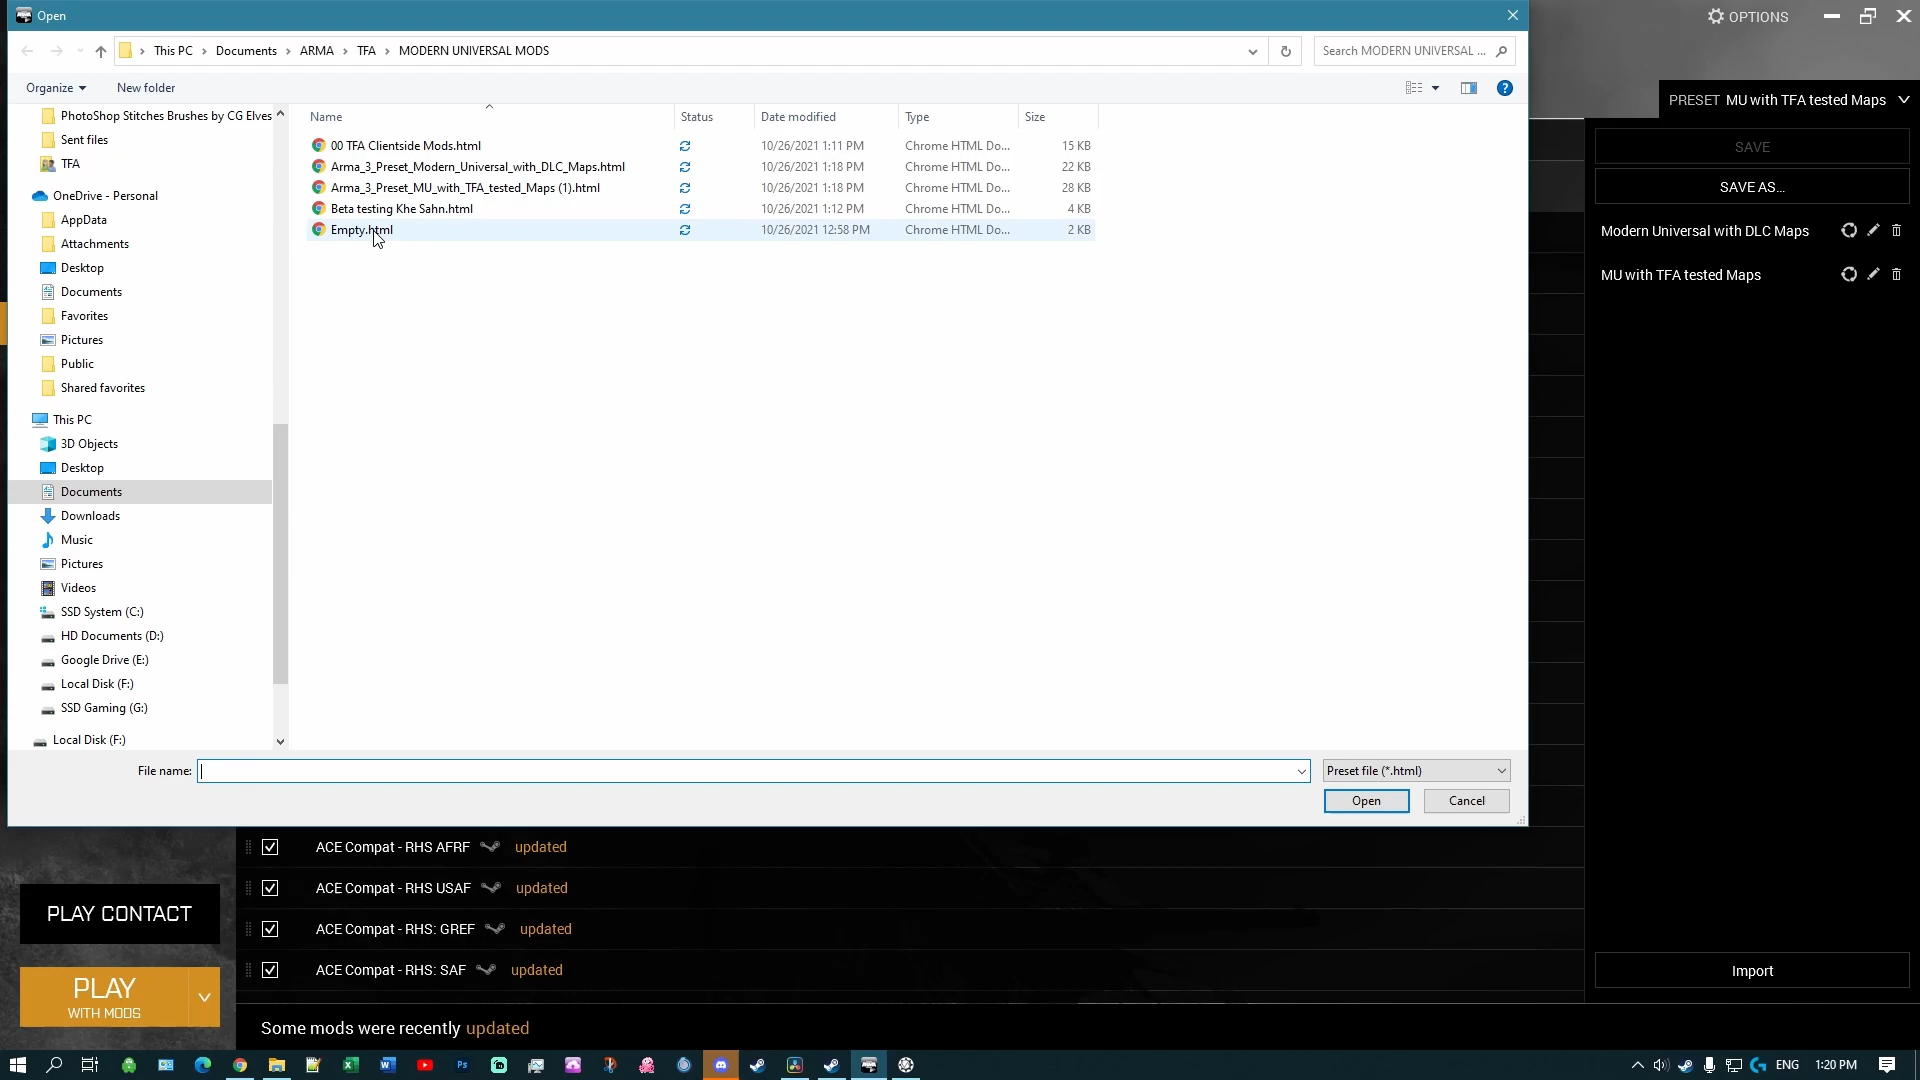 Open
OPTIONS
This PC > Documents > ARMA > TFA > MODERN UNIVERSAL MODS
Search MODERN UNIVERSAL ...
Organize
New folder
PRESET MU with TFA tested Maps
Name
Status
Date modified
Type
Size
00 TFA Clientside Mods.html 10/26/2021 1:11 PM Chrome HTML Do... 15 KB
Arma_3_Preset_Modern_Universal_with_DLC_Maps.html 10/26/2021 1:18 PM Chrome HTML Do... 22 KB
Arma_3_Preset_MU_with_TFA_tested_Maps (1).html 10/26/2021 1:18 PM Chrome HTML Do... 28 KB
Beta testing Khe Sahn.html 10/26/2021 1:12 PM Chrome HTML Do... 4 KB
Empty.html 10/26/2021 12:58 PM Chrome HTML Do... 2 KB
PhotoShop Stitches Brushes by CG Elves
Sent files
TFA
OneDrive - Personal
AppData
Attachments
Desktop
Documents
Favorites
Pictures
Public
Shared favorites
This PC
3D Objects
Desktop
Documents
Downloads
Music
Pictures
Videos
SSD System (C:)
HD Documents (D:)
Google Drive (E:)
Local Disk (F:)
SSD Gaming (G:)
Local Disk (F:)
File name:
Preset file (*.html)
Open
Cancel
SAVE
SAVE AS...
Modern Universal with DLC Maps
MU with TFA tested Maps
Import
ACE Compat - RHS AFRF updated
ACE Compat - RHS USAF updated
ACE Compat - RHS: GREF updated
ACE Compat - RHS: SAF updated
PLAY CONTACT
PLAY
WITH MODS
Some mods were recently updated
ENG
1:20 PM